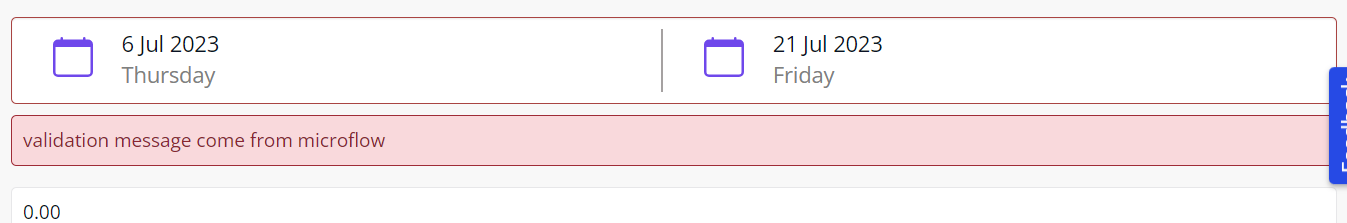 6 Jul 2023
Thursday
21 Jul 2023
Friday
validation message come from microflow
0.00